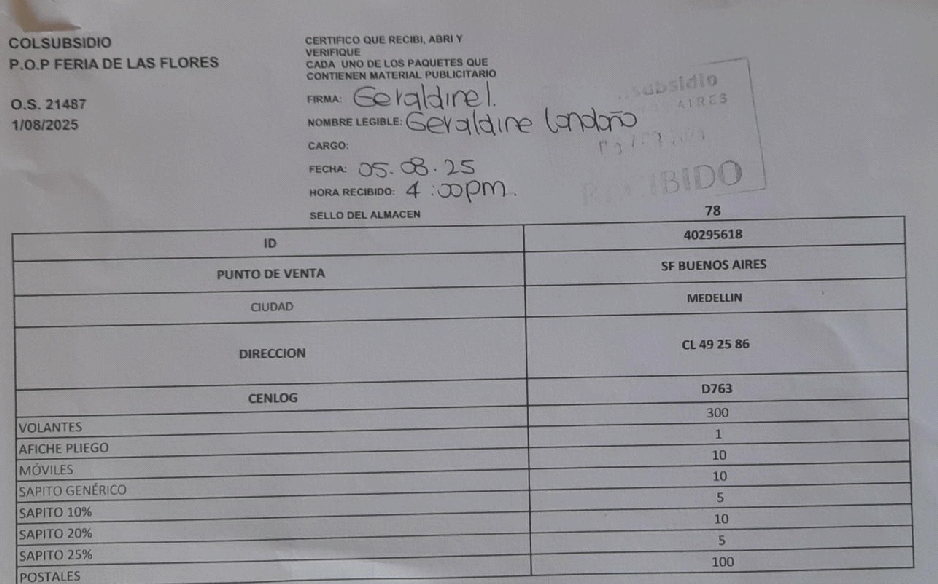 COLSUBSIDIO
P.O.P FERIA DE LAS FLORES
O.S. 21487
1/08/2025
CERTIFICO QUE RECIBI, ABRI Y
VERIFIQUE
CADA UNO DE LOS PAQUETES QUE
CONTIENEN MATERIAL PUBLICITARIO
FIRMA: Geraldine l.
NOMBRE LEGIBLE: Geraldine londoño
CARGO:
FECHA: 05.08.25
HORA RECIBIDO: 4:00pm.
SELLO DEL ALMACEN
AIRES
RECIBIDO
78
ID 40295618
PUNTO DE VENTA SF BUENOS AIRES
CIUDAD MEDELLIN
DIRECCION CL 49 25 86
CENLOG D763
VOLANTES 300
AFICHE PLIEGO 1
MÓVILES 10
SAPITO GENÉRICO 10
SAPITO 10% 5
SAPITO 20% 10
SAPITO 25% 5
POSTALES 100